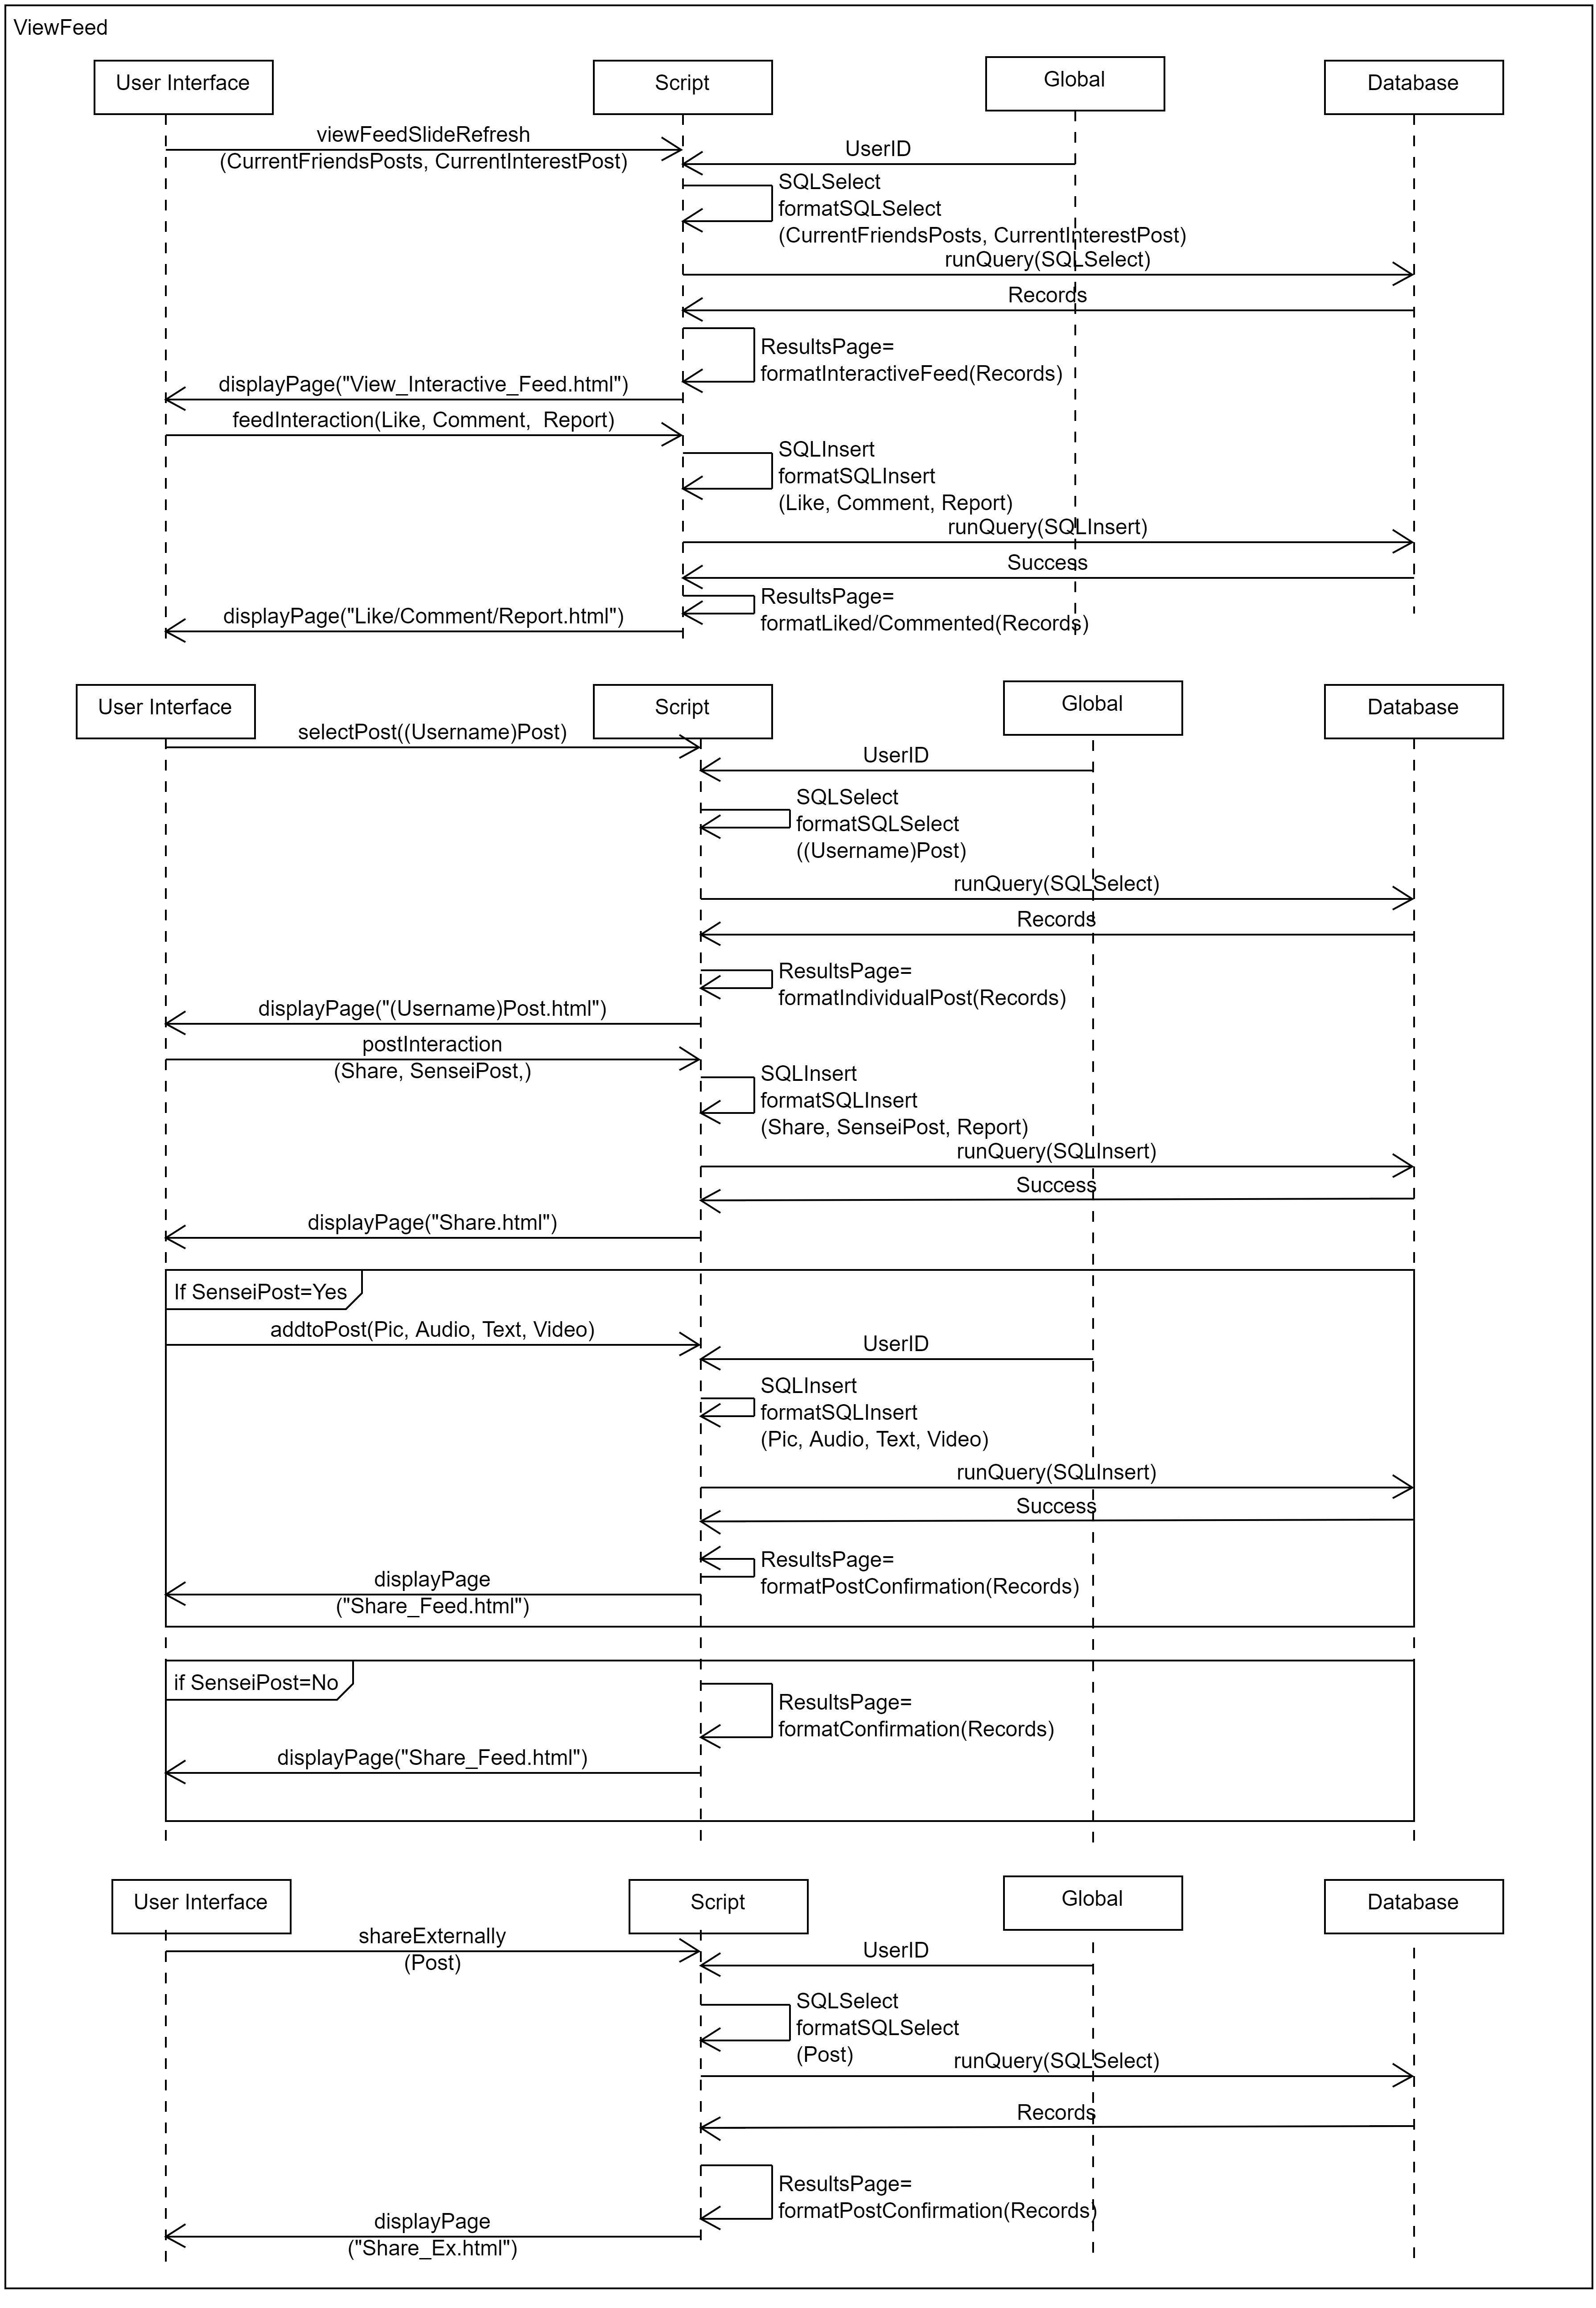 ViewFeed
User Interface
Script
Global
Database
viewFeedSlideRefresh
(CurrentFriendsPosts, CurrentInterestPost)
UserID
SQLSelect
formatSQLSelect
(CurrentFriendsPosts, CurrentInterestPost)
runQuery(SQLSelect)
Records
ResultsPage=
formatInteractiveFeed(Records)
displayPage("View_Interactive_Feed.html")
feedInteraction(Like, Comment,  Report)
SQLInsert
formatSQLInsert
(Like, Comment, Report)
runQuery(SQLInsert)
Success
ResultsPage=
formatLiked/Commented(Records)
displayPage("Like/Comment/Report.html")
User Interface
Script
Global
Database
selectPost((Username)Post)
UserID
SQLSelect
formatSQLSelect
((Username)Post)
runQuery(SQLSelect)
Records
ResultsPage=
formatIndividualPost(Records)
displayPage("(Username)Post.html")
postInteraction
(Share, SenseiPost,)
SQLInsert
formatSQLInsert
(Share, SenseiPost, Report)
runQuery(SQLInsert)
Success
displayPage("Share.html")
If SenseiPost=Yes
addtoPost(Pic, Audio, Text, Video)
UserID
SQLInsert
formatSQLInsert
(Pic, Audio, Text, Video)
runQuery(SQLInsert)
Success
ResultsPage=
formatPostConfirmation(Records)
displayPage
("Share_Feed.html")
if SenseiPost=No
ResultsPage=
formatConfirmation(Records)
displayPage("Share_Feed.html")
User Interface
Script
Global
Database
shareExternally
(Post)
UserID
SQLSelect
formatSQLSelect
(Post)
runQuery(SQLSelect)
Records
ResultsPage=
formatPostConfirmation(Records)
displayPage
("Share_Ex.html")